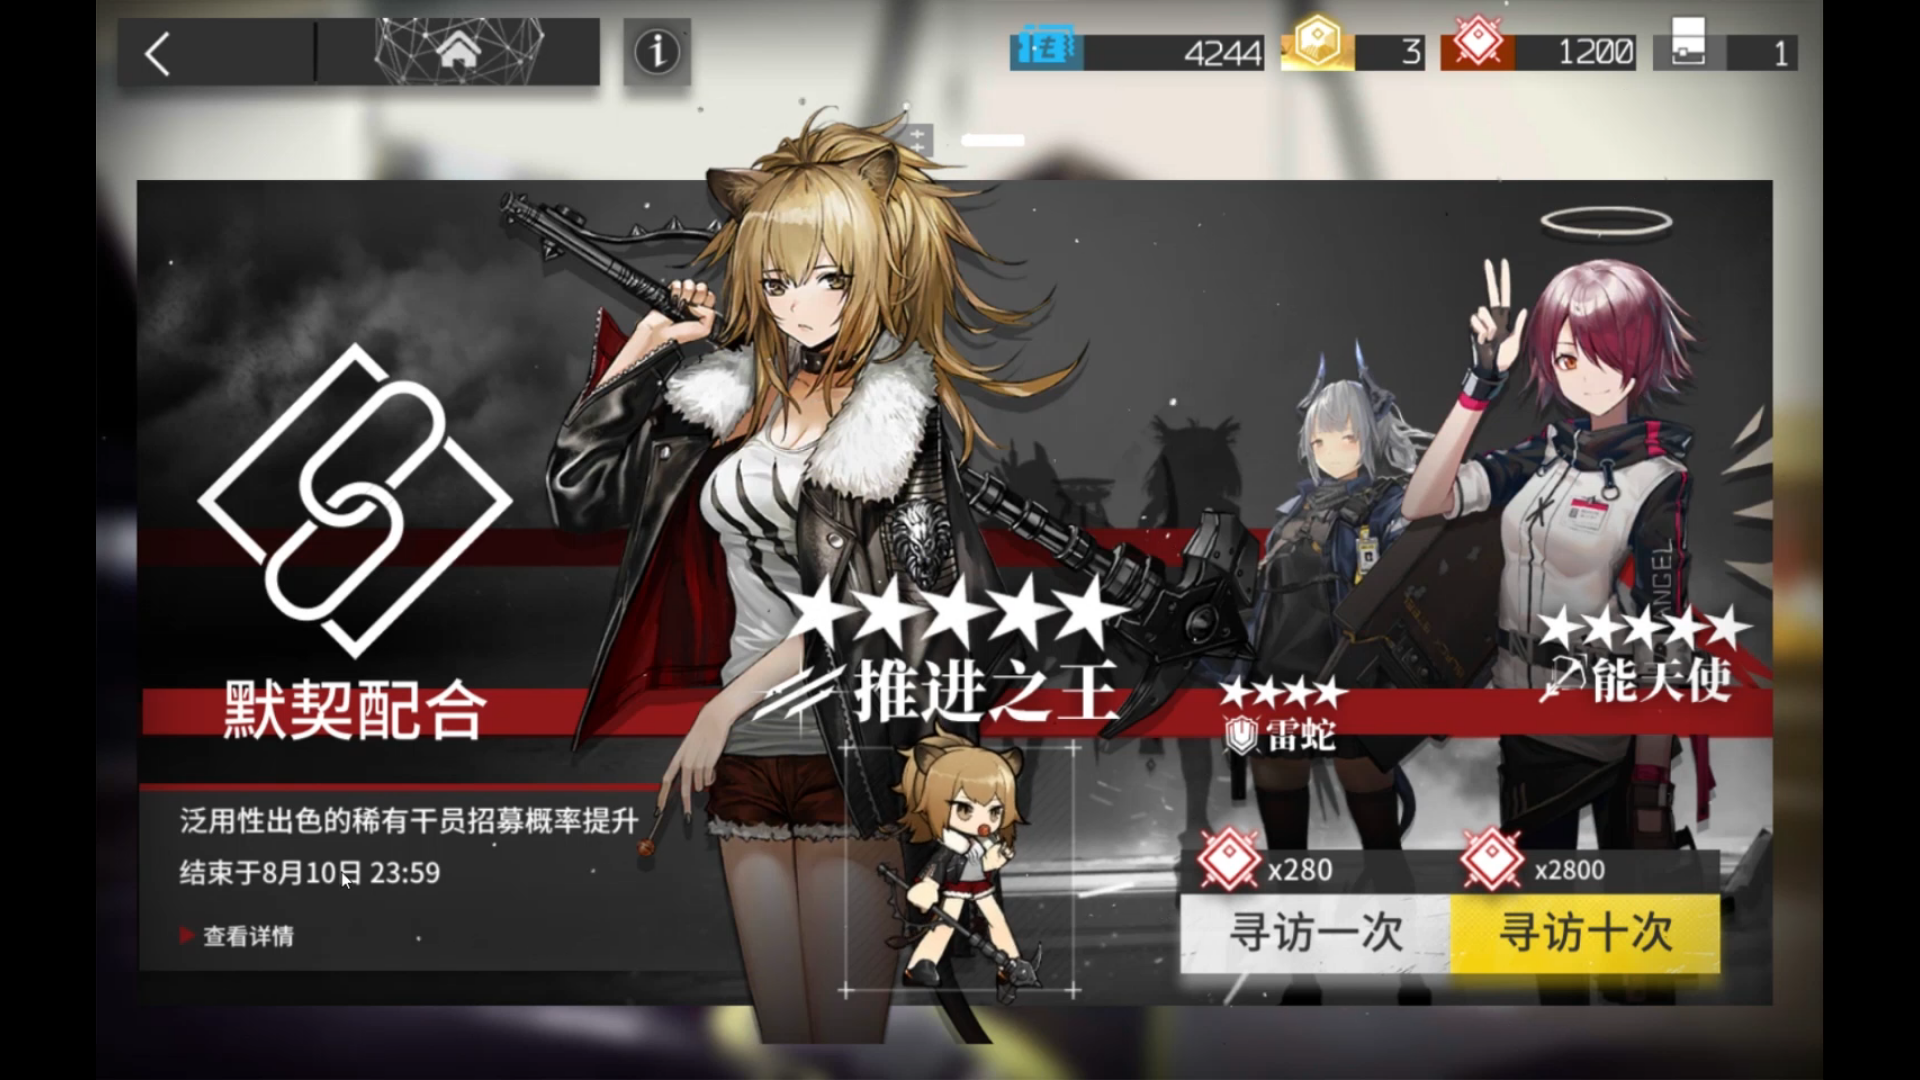 4244
3
1200
1
默契配合
推进之王
雷蛇
能天使
泛用性出色的稀有干员招募概率提升
结束于8月10日 23:59
查看详情
x280
x2800
寻访一次
寻访十次